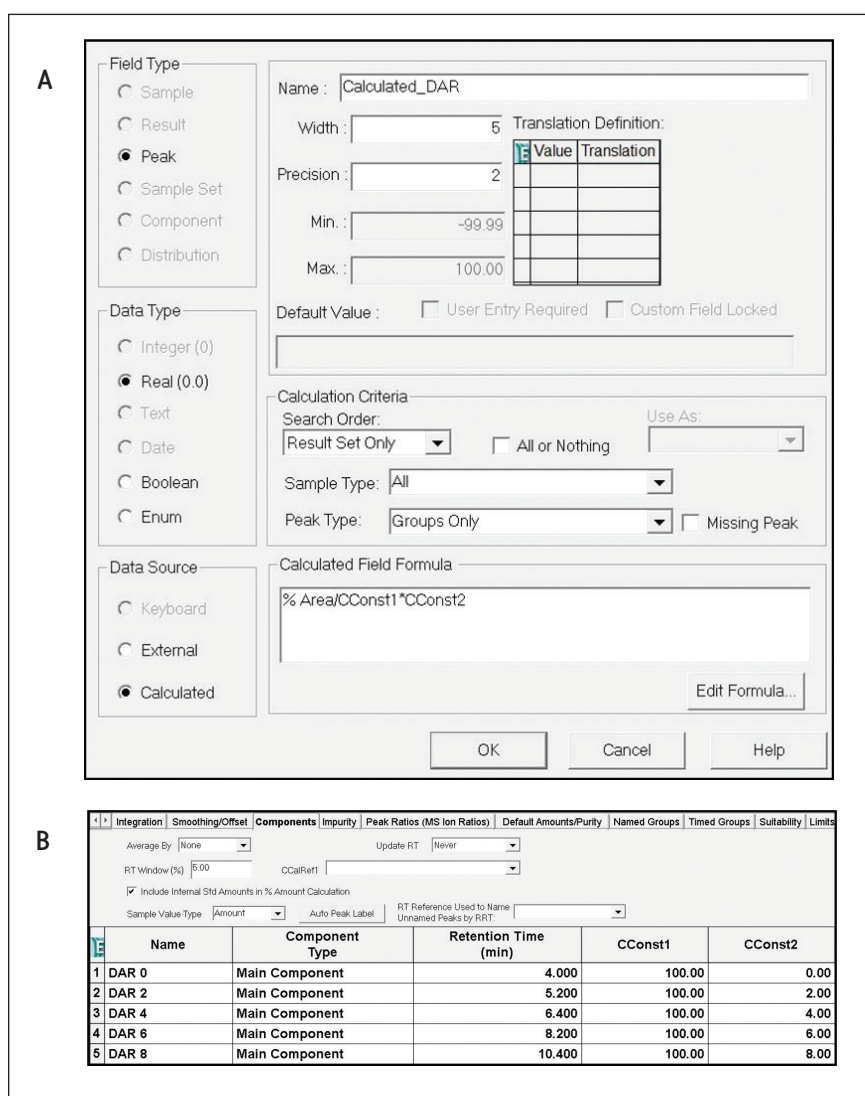 A
Field Type
Sample
Result
Peak
Sample Set
Component
Distribution
Name : Calculated_DAR
Width : 5
Precision : 2
Min. : -99.99
Max. : 100.00
Translation Definition:
Value Translation
Default Value : User Entry Required Custom Field Locked
Data Type
Integer (0)
Real (0.0)
Text
Date
Boolean
Enum
Calculation Criteria
Search Order: Use As:
Result Set Only All or Nothing
Sample Type: All
Peak Type: Groups Only Missing Peak
Data Source
Keyboard
External
Calculated
Calculated Field Formula
% Area/CConst1*CConst2
Edit Formula...
OK Cancel Help
B
Integration Smoothing/Offset Components Impurity Peak Ratios (MS Ion Ratios) Default Amounts/Purity Named Groups Timed Groups Suitability Limits
Average By None Update RT Never
RT Window (%) 5.00 CCalRef1
Include Internal Std Amounts in % Amount Calculation
Sample Value Type Amount Auto Peak Label RT Reference Used to Name Unnamed Peaks by RRT:
Name Component Type Retention Time (min) CConst1 CConst2
1 DAR 0 Main Component 4.000 100.00 0.00
2 DAR 2 Main Component 5.200 100.00 2.00
3 DAR 4 Main Component 6.400 100.00 4.00
4 DAR 6 Main Component 8.200 100.00 6.00
5 DAR 8 Main Component 10.400 100.00 8.00